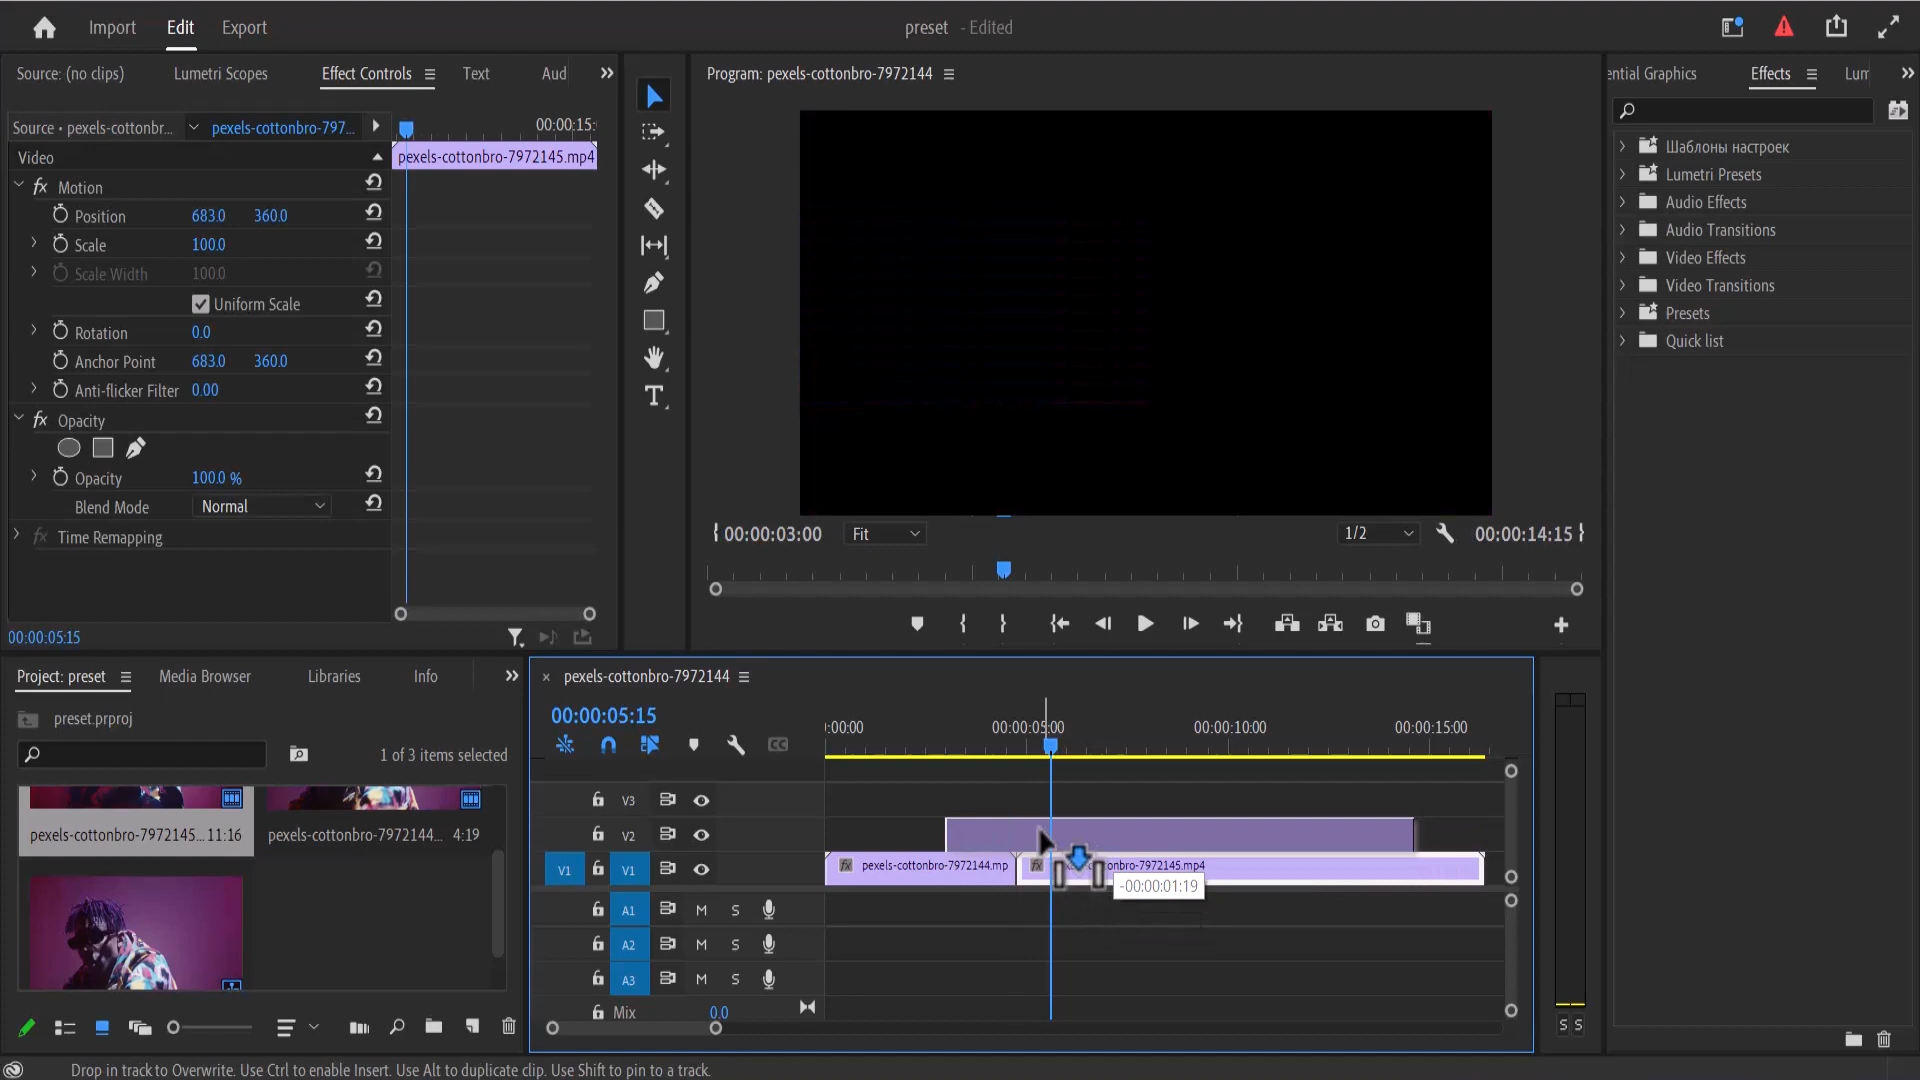 Import Edit Export
preset - Edited
Source: (no clips) Lumetri Scopes Effect Controls Text Aud
Program: pexels-cottonbro-7972144
ential Graphics Effects Lum
Source • pexels-cottonbr... pexels-cottonbro-797... 00:00:15:
Video
pexels-cottonbro-7972145.mp4
fx Motion
Position 683.0 360.0
Scale 100.0
Scale Width 100.0
Uniform Scale
Rotation 0.0
Anchor Point 683.0 360.0
Anti-flicker Filter 0.00
fx Opacity
Opacity 100.0 %
Blend Mode Normal
fx Time Remapping
00:00:05:15
00:00:03:00 Fit 1/2 00:00:14:15
Шаблоны настроек
Lumetri Presets
Audio Effects
Audio Transitions
Video Effects
Video Transitions
Presets
Quick list
Project: preset Media Browser Libraries Info
preset.prproj
1 of 3 items selected
pexels-cottonbro-7972145... 11:16 pexels-cottonbro-7972144... 4:19
pexels-cottonbro-7972144
00:00:05:15
:00:00 00:00:05:00 00:00:10:00 00:00:15:00
CC
V3
V2
V1 V1
fx pexels-cottonbro-7972144.mp
fx onbro-7972145.mp4
-00:00:01:19
A1 M S
A2 M S
A3 M S
Mix 0.0
S S
Drop in track to Overwrite. Use Ctrl to enable Insert. Use Alt to duplicate clip. Use Shift to pin to a track.